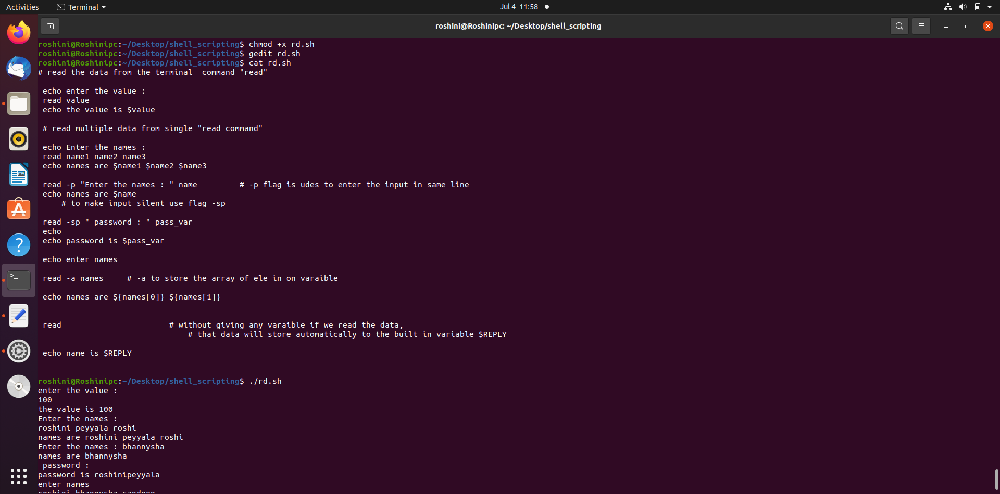 Activities
Terminal
Jul 4 11:58
roshini@Roshinipc: ~/Desktop/shell_scripting
roshini@Roshinipc:~/Desktop/shell_scripting$ chmod +x rd.sh
roshini@Roshinipc:~/Desktop/shell_scripting$ gedit rd.sh
roshini@Roshinipc:~/Desktop/shell_scripting$ cat rd.sh
# read the data from the terminal  command "read"
echo enter the value :
read value
echo the value is $value
# read multiple data from single "read command"
echo Enter the names :
read name1 name2 name3
echo names are $name1 $name2 $name3
read -p "Enter the names : " name         # -p flag is udes to enter the input in same line
echo names are $name
# to make input silent use flag -sp
read -sp " password : " pass_var
echo
echo password is $pass_var
echo enter names
read -a names     # -a to store the array of ele in on varaible
echo names are ${names[0]} ${names[1]}
read                       # without giving any varaible if we read the data,
# that data will store automatically to the built in variable $REPLY
echo name is $REPLY
roshini@Roshinipc:~/Desktop/shell_scripting$ ./rd.sh
enter the value :
100
the value is 100
Enter the names :
roshini peyyala roshi
names are roshini peyyala roshi
Enter the names : bhannysha
names are bhannysha
password :
password is roshinipeyyala
enter names
roshini bhannysha sandeep